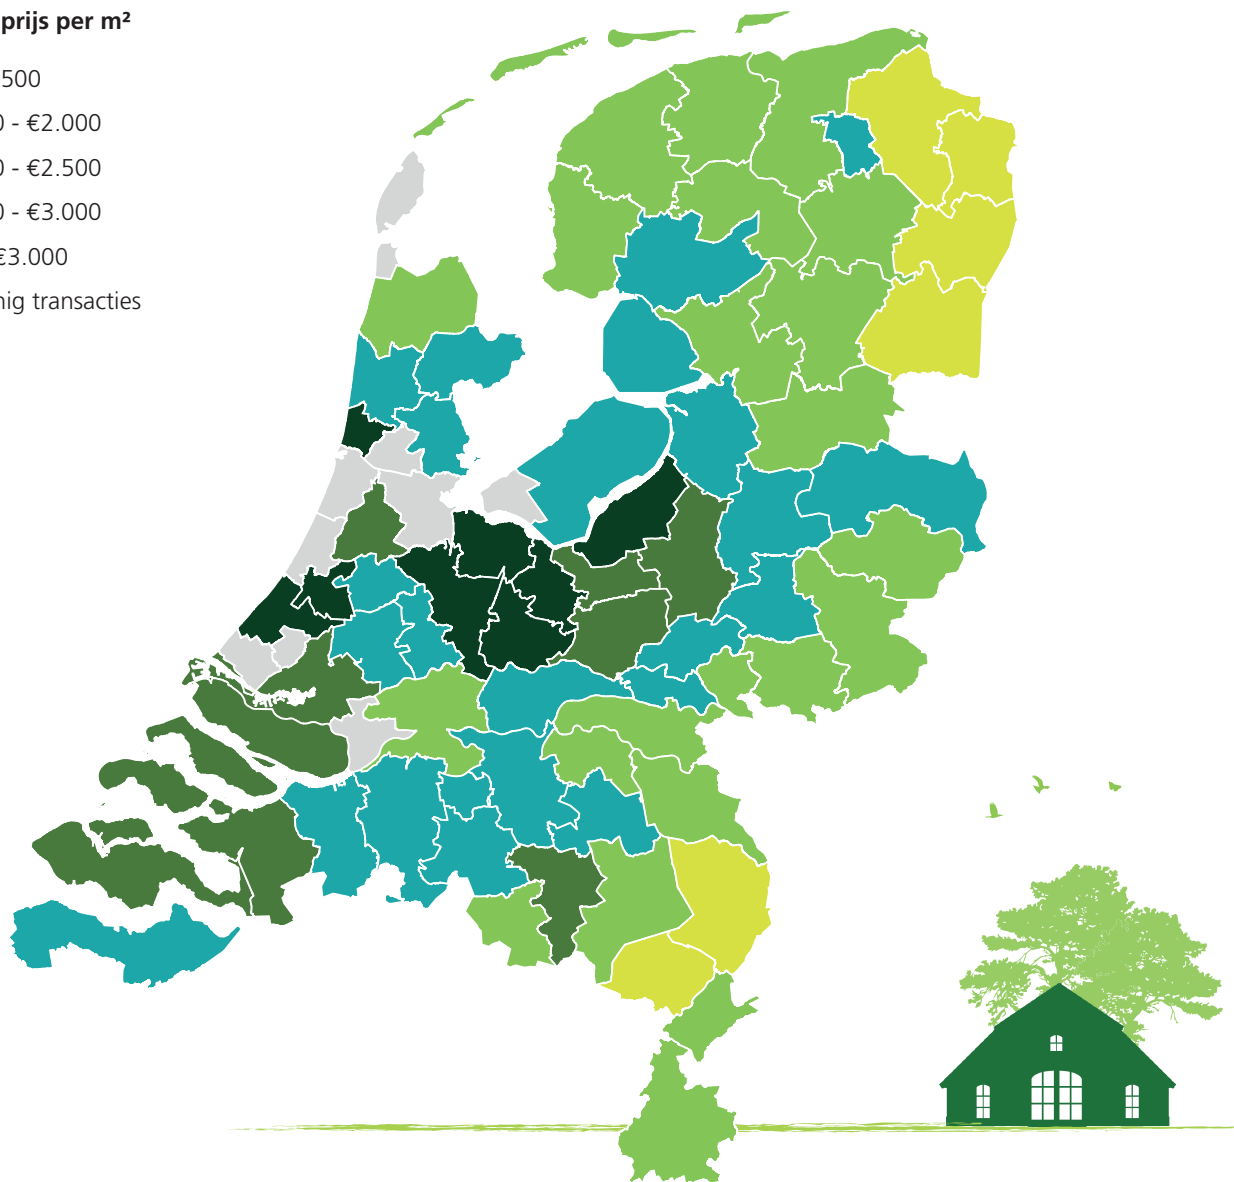 prijs per m²
500
0 - €2.000
0 - €2.500
0 - €3.000
€3.000
nig transacties